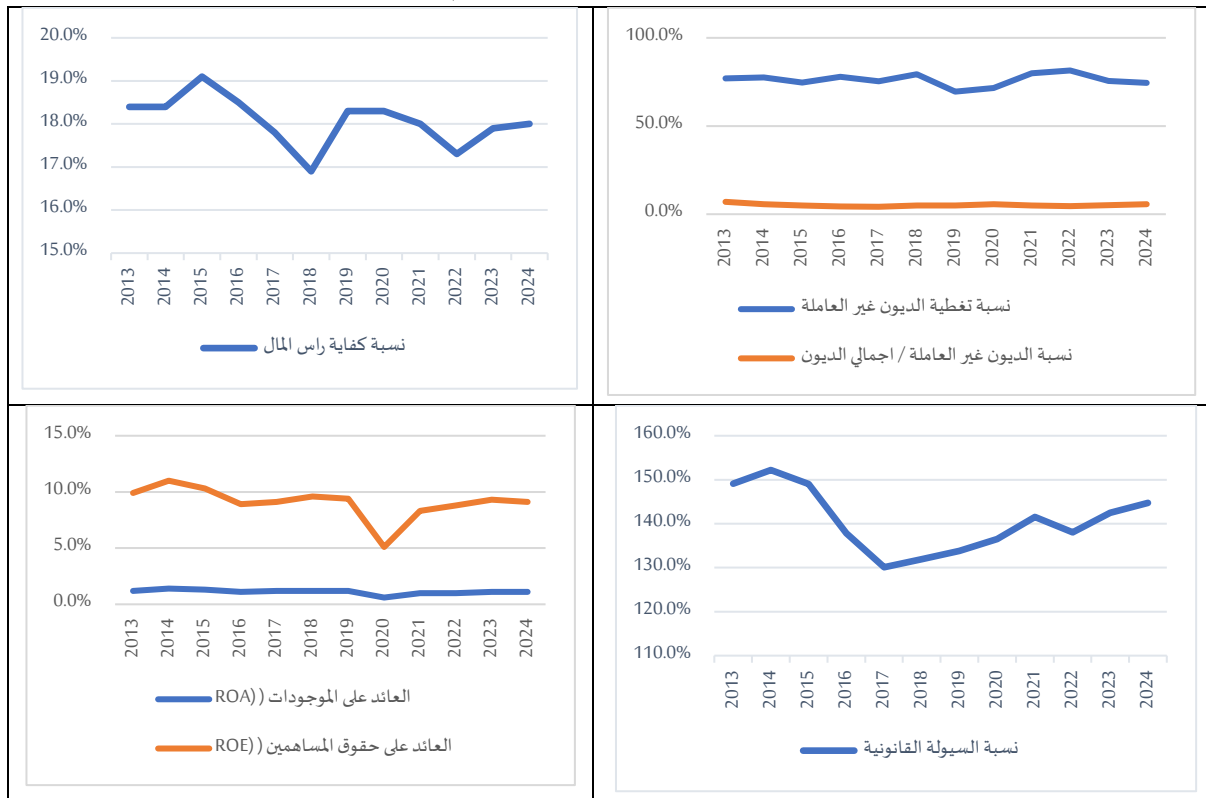 20.0%
19.0%
18.0%
17.0%
16.0%
15.0%
2013 2014 2015 2016 2017 2018 2019 2020 2021 2022 2023 2024
نسبة كفاية راس المال
100.0%
50.0%
0.0%
2013 2014 2015 2016 2017 2018 2019 2020 2021 2022 2023 2024
نسبة تغطية الديون غير العاملة
نسبة الديون غير العاملة / اجمالي الديون
15.0%
10.0%
5.0%
0.0%
2013 2014 2015 2016 2017 2018 2019 2020 2021 2022 2023 2024
العائد على الموجودات ( (ROA
العائد على حقوق المساهمين ( (ROE
160.0%
150.0%
140.0%
130.0%
120.0%
110.0%
2013 2014 2015 2016 2017 2018 2019 2020 2021 2022 2023 2024
نسبة السيولة القانونية